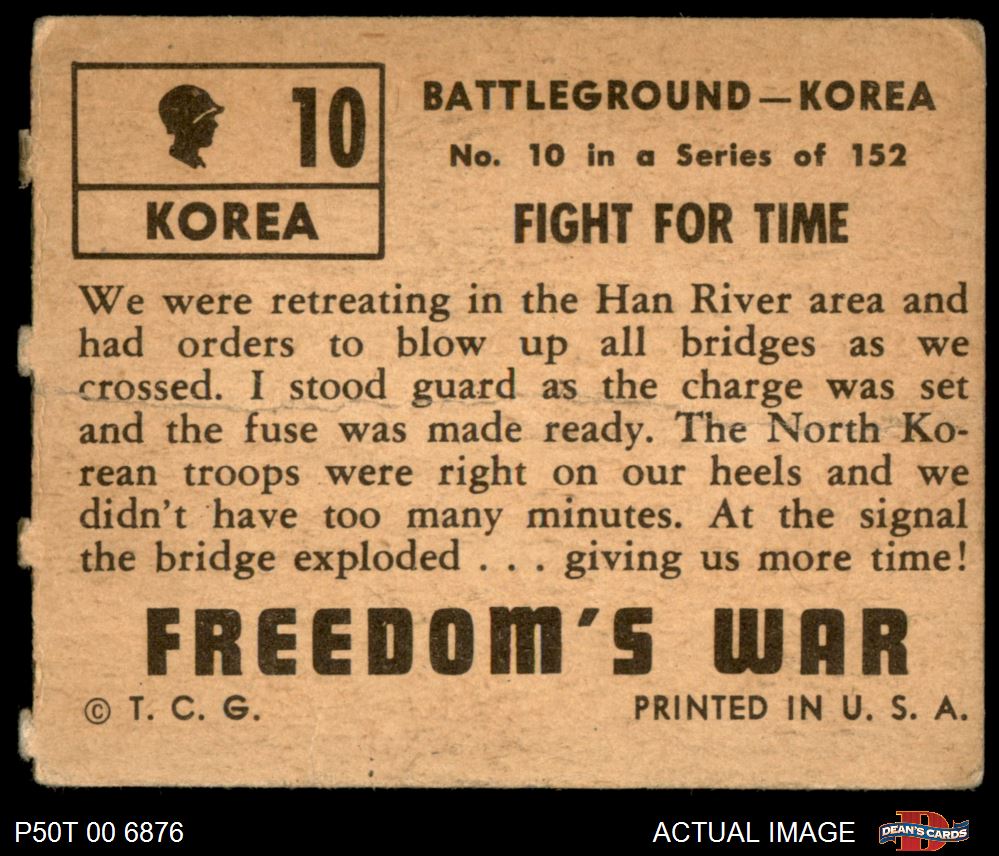 10
KOREA
BATTLEGROUND—KOREA
No. 10 in a Series of 152
FIGHT FOR TIME
We were retreating in the Han River area and
had orders to blow up all bridges as we
crossed. I stood guard as the charge was set
and the fuse was made ready. The North Ko-
rean troops were right on our heels and we
didn't have too many minutes. At the signal
the bridge exploded . . . giving us more time!
FREEDOM'S WAR
© T. C. G.
PRINTED IN U. S. A.
P50T 00 6876
ACTUAL IMAGE
D
DEAN'S CARDS